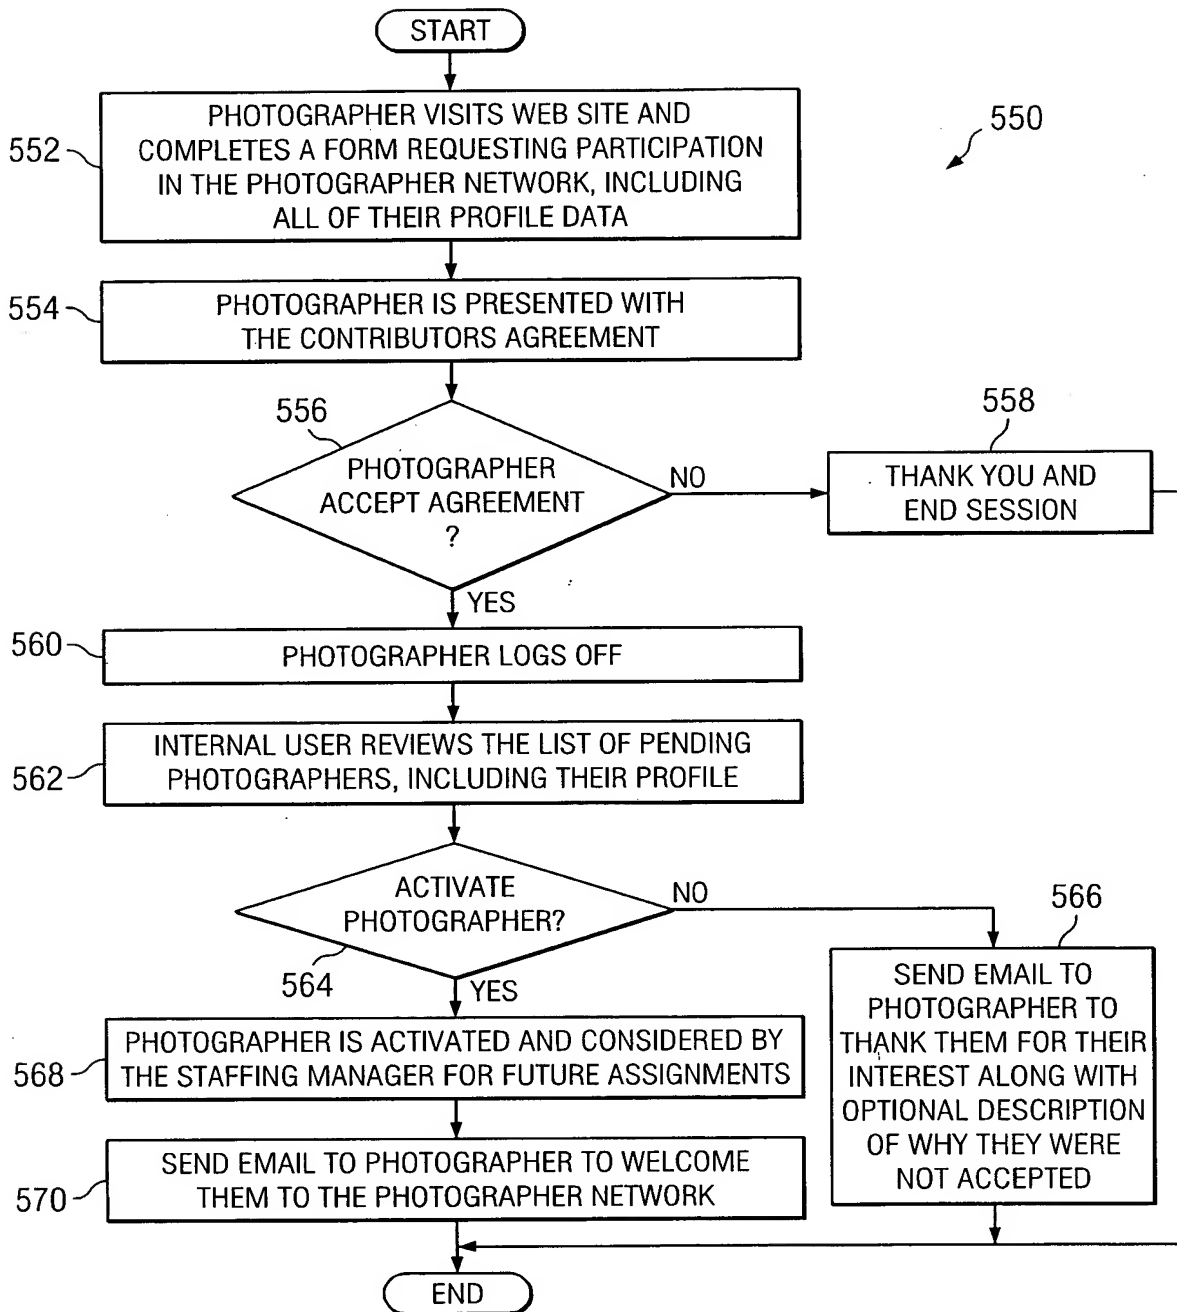 START
550
552
PHOTOGRAPHER VISITS WEB SITE AND
COMPLETES A FORM REQUESTING PARTICIPATION
IN THE PHOTOGRAPHER NETWORK, INCLUDING
ALL OF THEIR PROFILE DATA
554
PHOTOGRAPHER IS PRESENTED WITH
THE CONTRIBUTORS AGREEMENT
556
PHOTOGRAPHER
ACCEPT AGREEMENT
?
NO
558
THANK YOU AND
END SESSION
YES
560
PHOTOGRAPHER LOGS OFF
562
INTERNAL USER REVIEWS THE LIST OF PENDING
PHOTOGRAPHERS, INCLUDING THEIR PROFILE
ACTIVATE
PHOTOGRAPHER?
564
NO
566
SEND EMAIL TO
PHOTOGRAPHER TO
THANK THEM FOR THEIR
INTEREST ALONG WITH
OPTIONAL DESCRIPTION
OF WHY THEY WERE
NOT ACCEPTED
YES
568
PHOTOGRAPHER IS ACTIVATED AND CONSIDERED BY
THE STAFFING MANAGER FOR FUTURE ASSIGNMENTS
570
SEND EMAIL TO PHOTOGRAPHER TO WELCOME
THEM TO THE PHOTOGRAPHER NETWORK
END